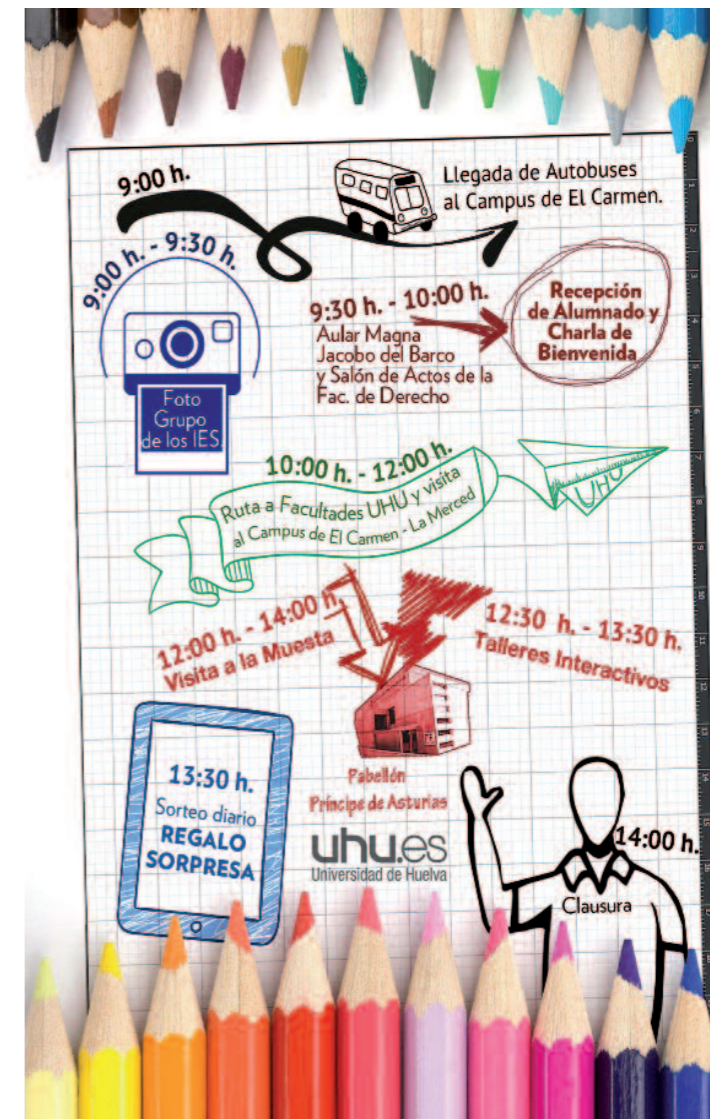 9:00 h.
Llegada de Autobuses
al Campus de El Carmen.
9:00 h. - 9:30 h.
Foto
Grupo
de los IES
9:30 h. - 10:00 h.
Aular Magna
Jacobo del Barco
y Salón de Actos de la
Fac. de Derecho
Recepción
de Alumnado y
Charla de
Bienvenida
10:00 h. - 12:00 h.
Ruta a Facultades UHU y visita
al Campus de El Carmen - La Merced
UHU
12:00 h. - 14:00 h.
Visita a la Muesta
12:30 h. - 13:30 h.
Talleres Interactivos
Pabellón
Príncipe de Asturias
13:30 h.
Sorteo diario
REGALO
SORPRESA
uhu.es
Universidad de Huelva
14:00 h.
Clausura